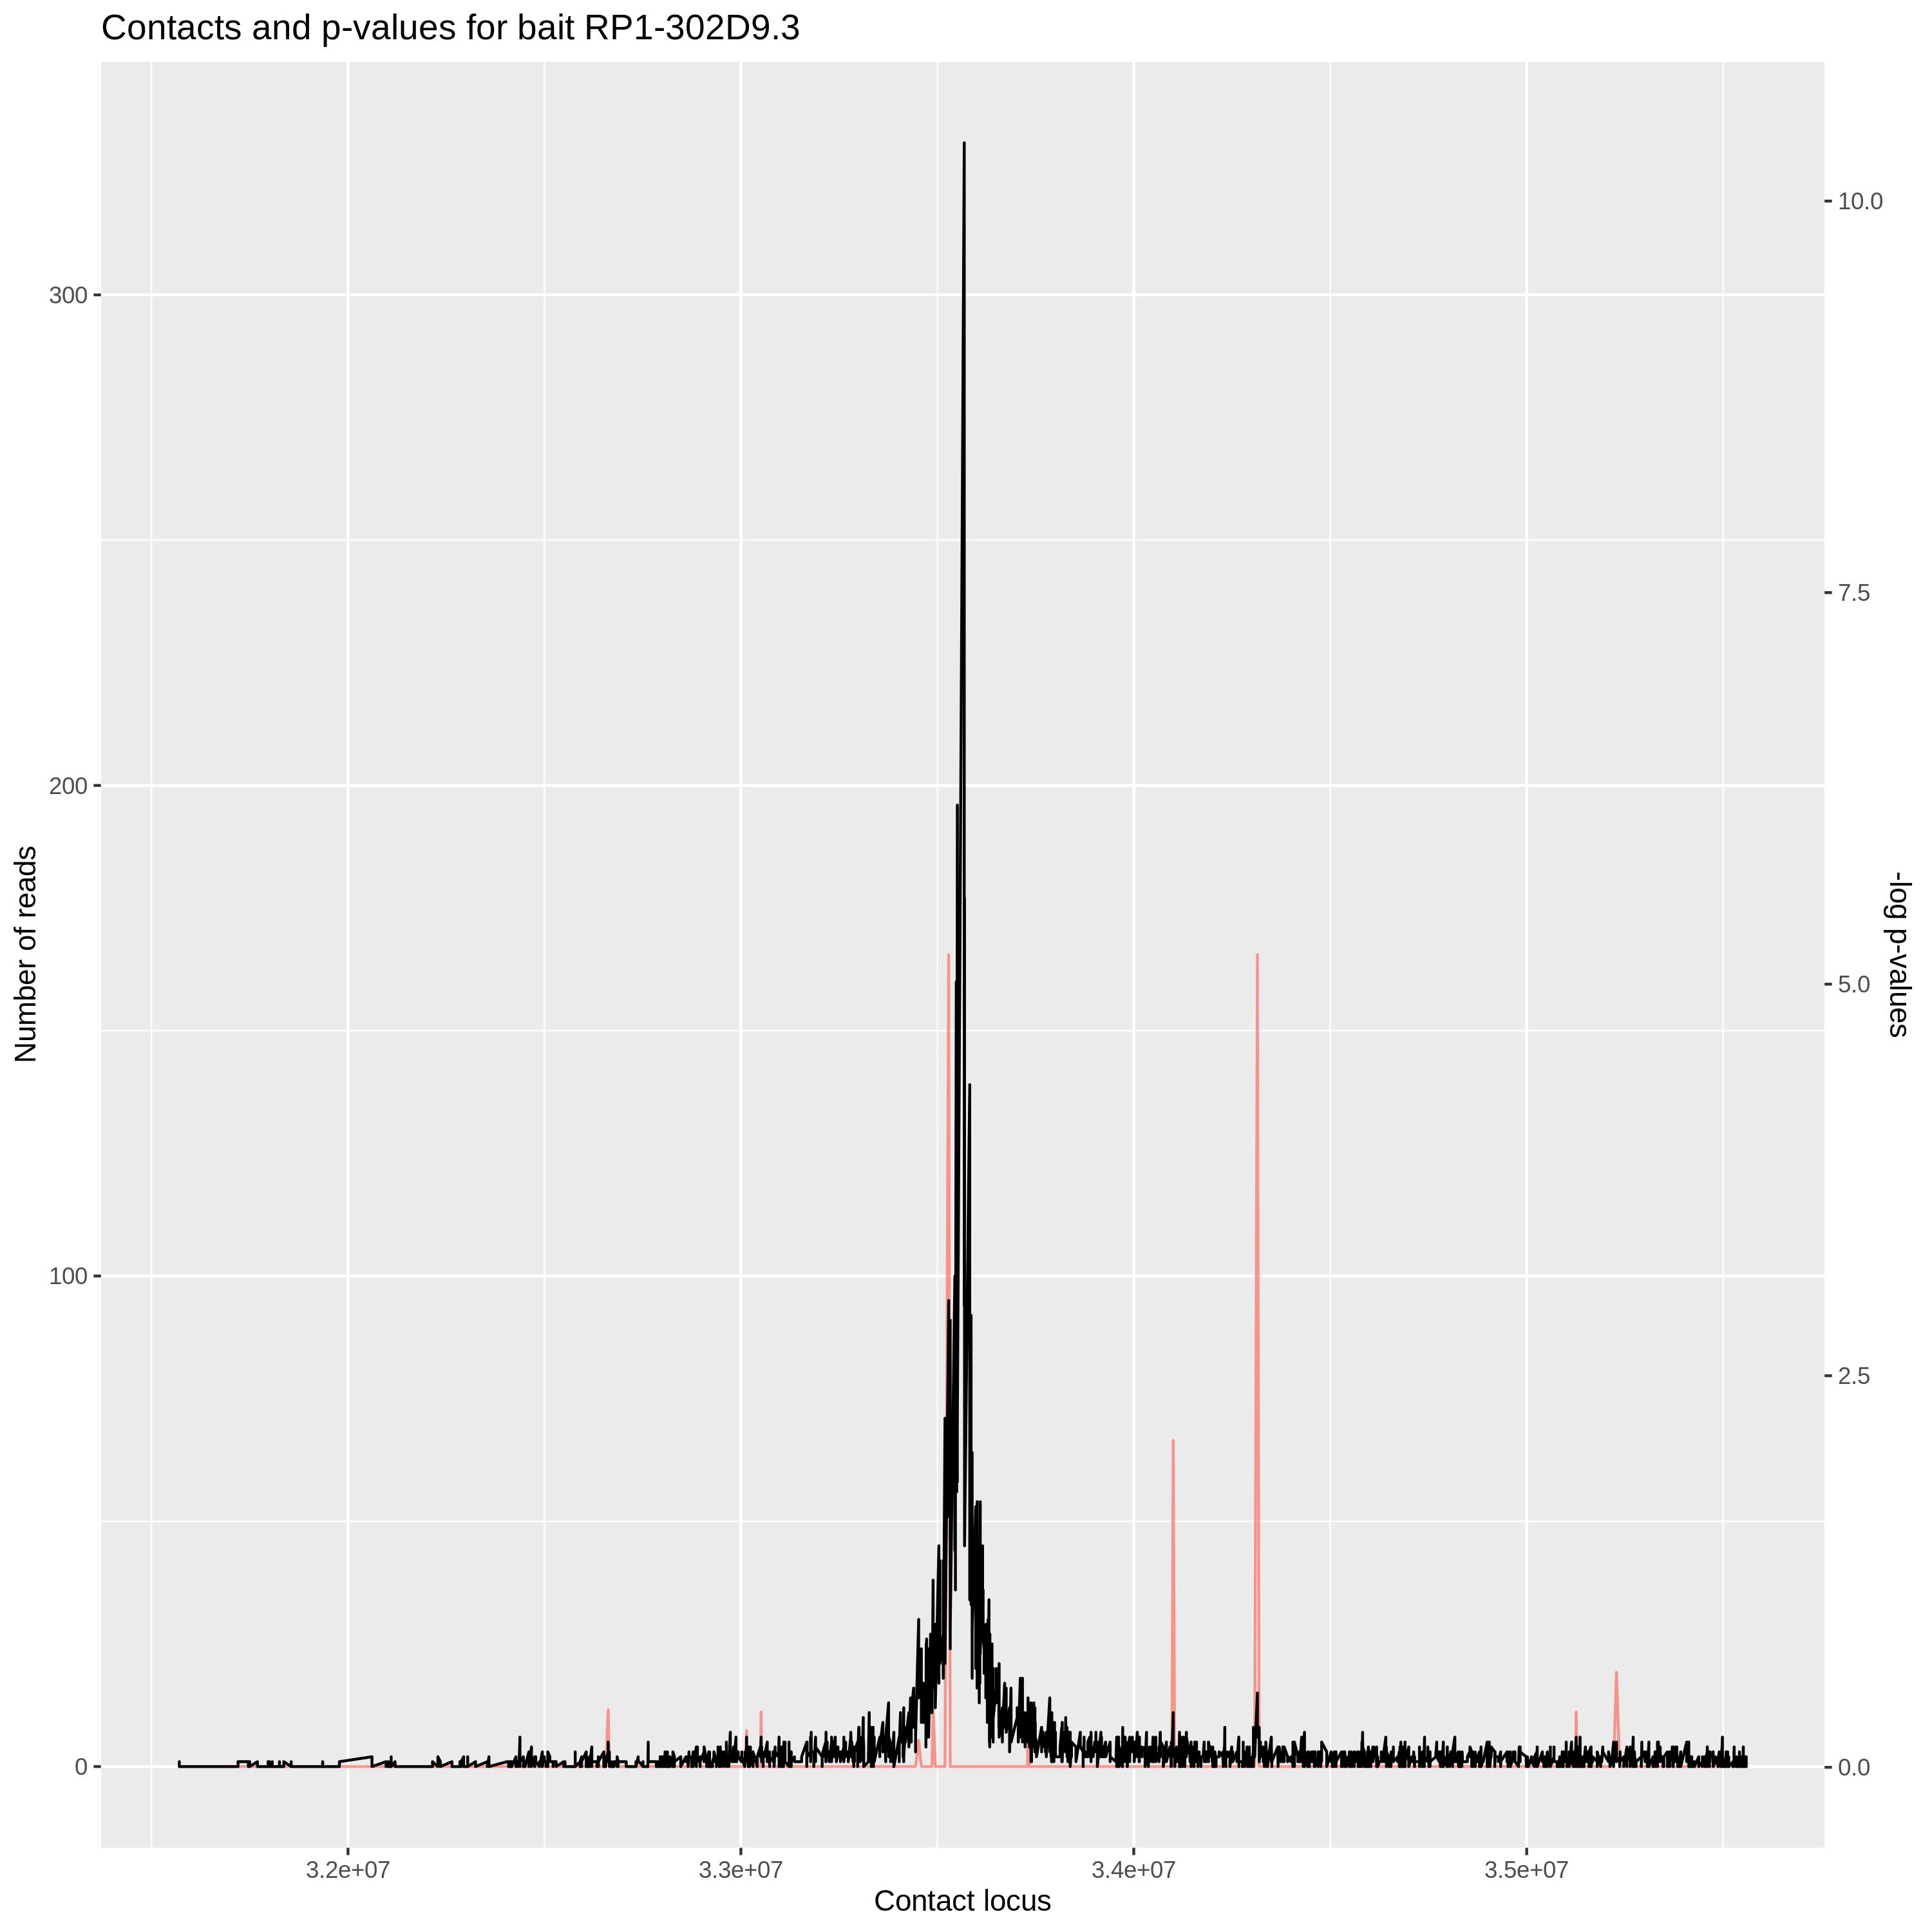 Contacts and p-values for bait RP1-302D9.3
Number of reads
300
200
100
0
10.0
7.5
5.0
2.5
0.0
-log p-values
3.2e+07 3.3e+07 3.4e+07 3.5e+07
Contact locus